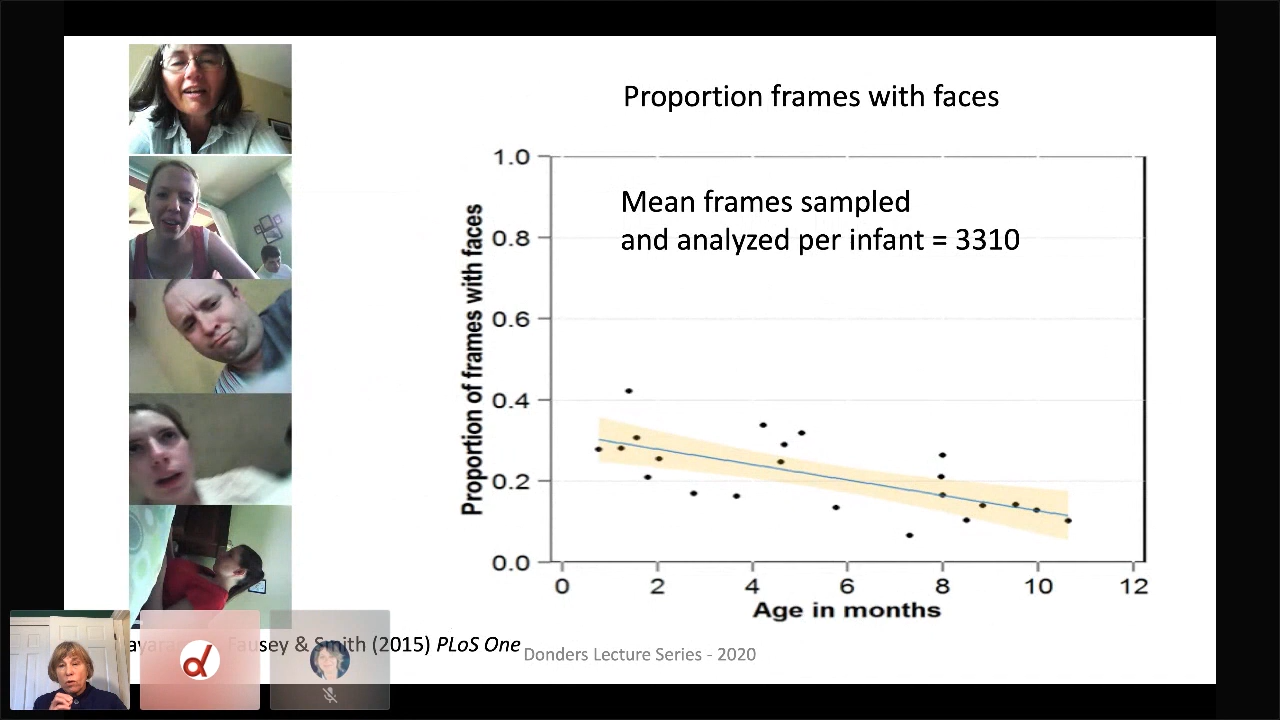 Proportion frames with faces
Mean frames sampled
and analyzed per infant = 3310
Proportion of frames with faces
1.0
0.8
0.6
0.4
0.2
0.0
0 2 4 6 8 10 12
Age in months
Fausey & Smith (2015) PLoS One
Donders Lecture Series - 2020